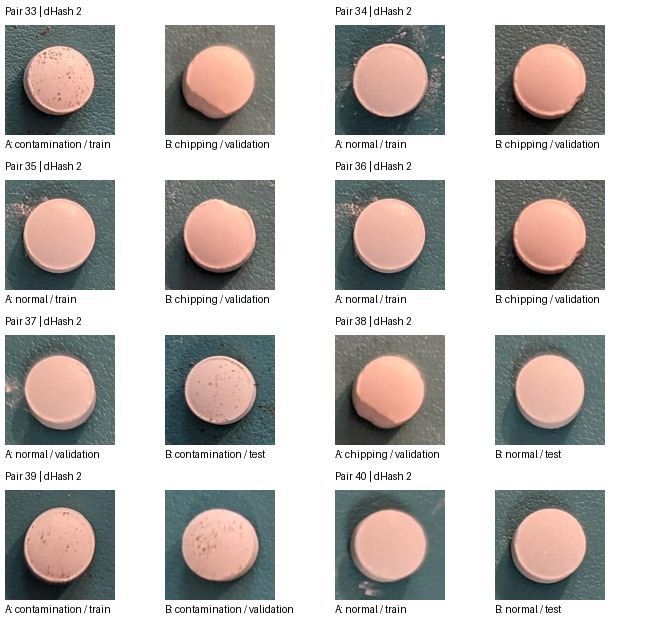 Pair 33 | dHash 2
Pair 34 | dHash 2
A: contamination / train
B: chipping / validation
A: normal / train
B: chipping / validation
Pair 35 | dHash 2
Pair 36 | dHash 2
A: normal / train
B: chipping / validation
A: normal / train
B: chipping / validation
Pair 37 | dHash 2
Pair 38 | dHash 2
A: normal / validation
B: contamination / test
A: chipping / validation
B: normal / test
Pair 39 | dHash 2
Pair 40 | dHash 2
A: contamination / train
B: contamination / validation
A: normal / train
B: normal / test